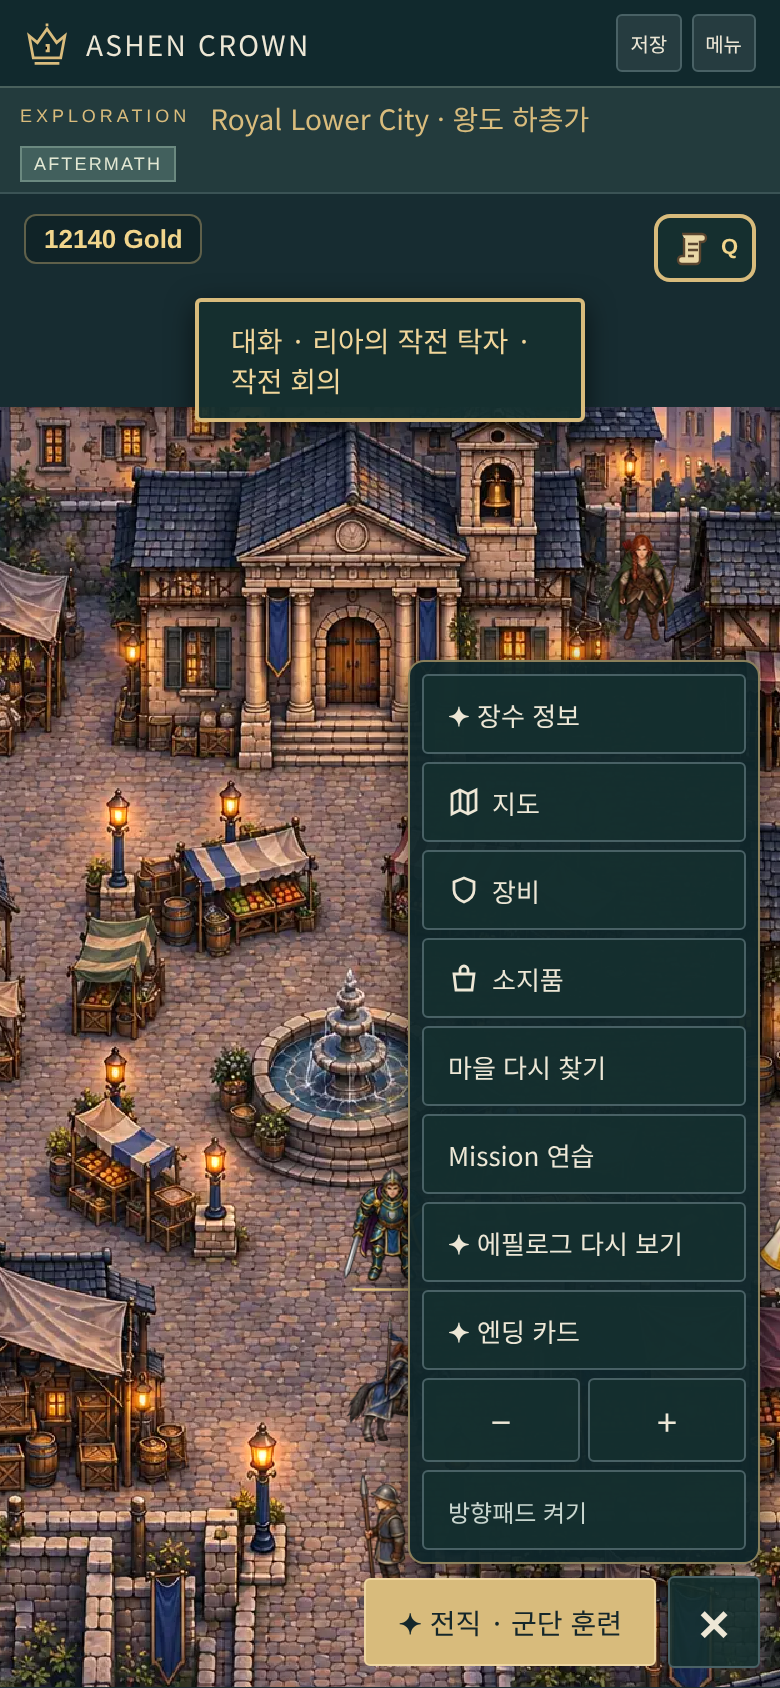 ASHEN CROWN
저장
메뉴
EXPLORATION
Royal Lower City · 왕도 하층가
AFTERMATH
12140 Gold
Q
대화 · 리아의 작전 탁자 ·
작전 회의
✦ 장수 정보
지도
장비
소지품
마을 다시 찾기
Mission 연습
✦ 에필로그 다시 보기
✦ 엔딩 카드
− +
방향패드 켜기
✦ 전직 · 군단 훈련
✕